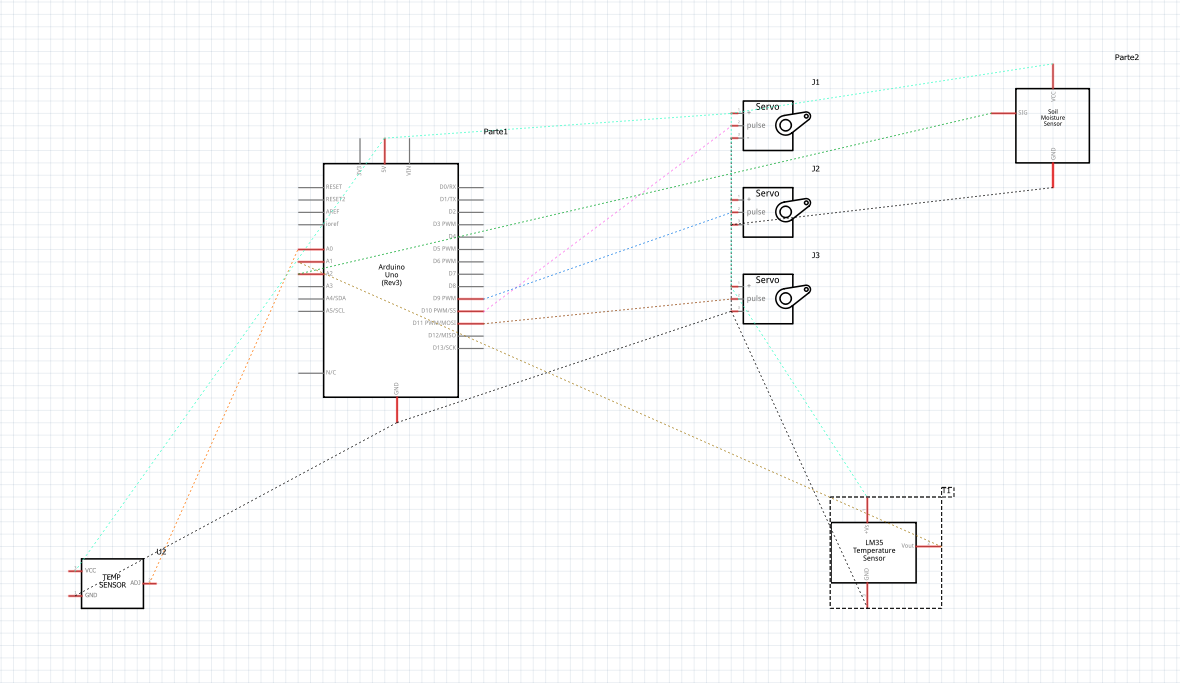 Parte2
J1
Servo
+
pulse
-
VCC
SIG
Soil
Moisture
Sensor
GND
Parte1
3V3
5V
VIN
J2
Servo
+
pulse
RESET
RESET2
AREF
ioref
A0
A1
A2
A3
A4/SDA
A5/SCL
N/C
Arduino
Uno
(Rev3)
D0/RX
D1/TX
D2
D3 PWM
D4
D5 PWM
D6 PWM
D7
D8
D9 PWM
D10 PWM/SS
D11 PWM/MOSI
D12/MISO
D13/SCK
GND
J3
Servo
+
pulse
T1
LM35
Temperature
Sensor
Vout
GND
U2
VCC
TEMP
SENSOR
GND